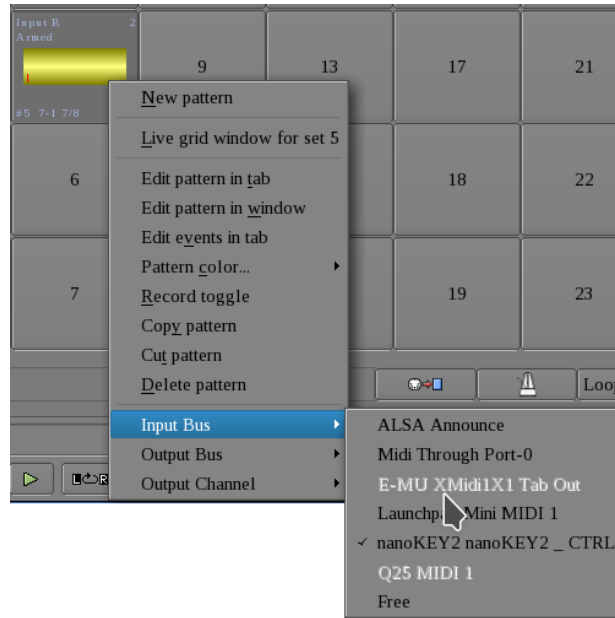 Input B 2
Armed
9 13 17 21
#5 7-1 7/8
New pattern
Live grid window for set 5
6 18 22
Edit pattern in tab
Edit pattern in window
Edit events in tab
Pattern color...
7 19 23
Record toggle
Copy pattern
Cut pattern
Delete pattern
Loo
Input Bus
Output Bus
Output Channel
R
ALSA Announce
Midi Through Port-0
E-MU XMidi1X1 Tab Out
Mini MIDI 1
nanoKEY2 nanoKEY2 _ CTRL
Q25 MIDI 1
Free